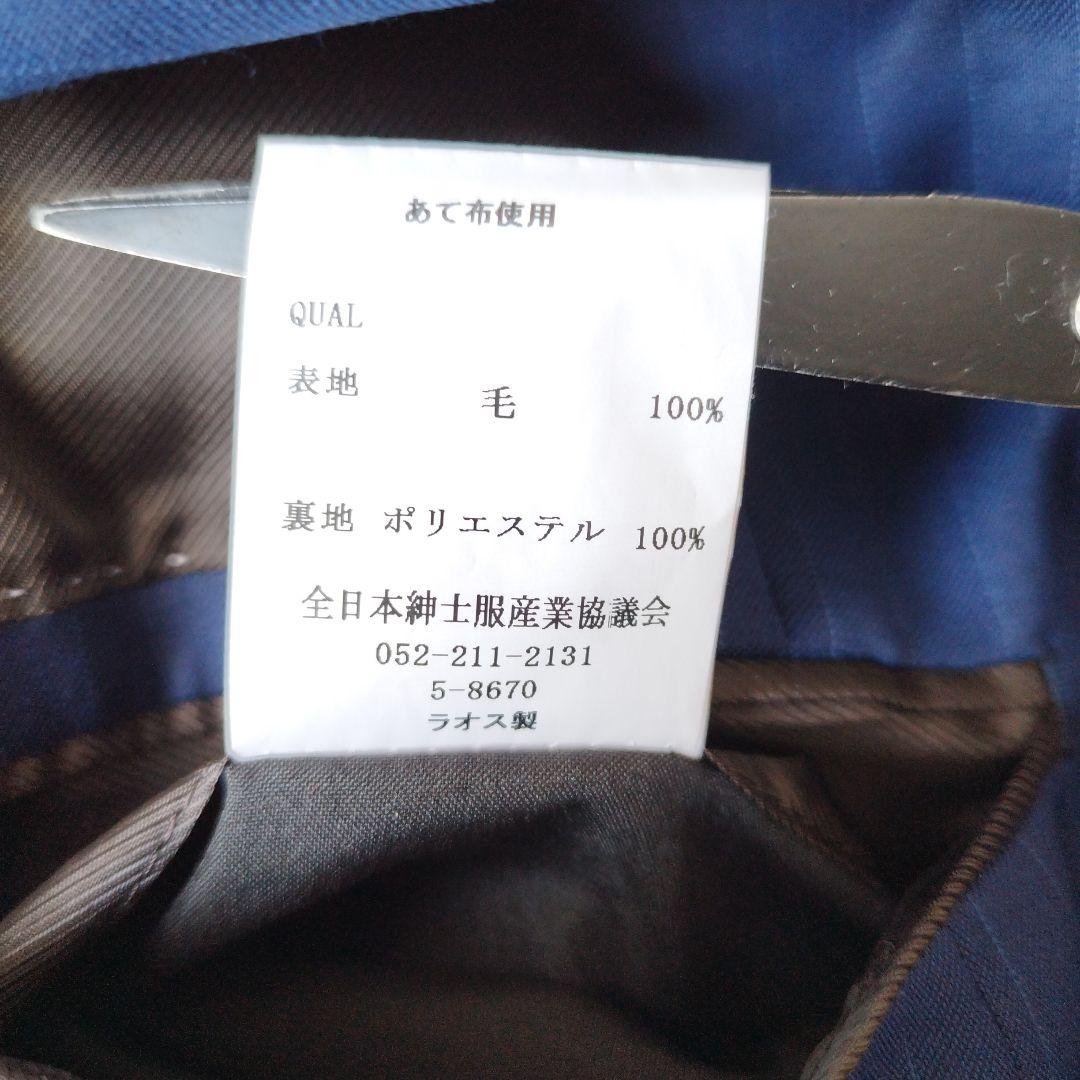 あて布使用
QUAL
表地 毛 100%
裏地 ポリエステル 100%
全日本紳士服産業協議会
052-211-2131
5-8670
ラオス製